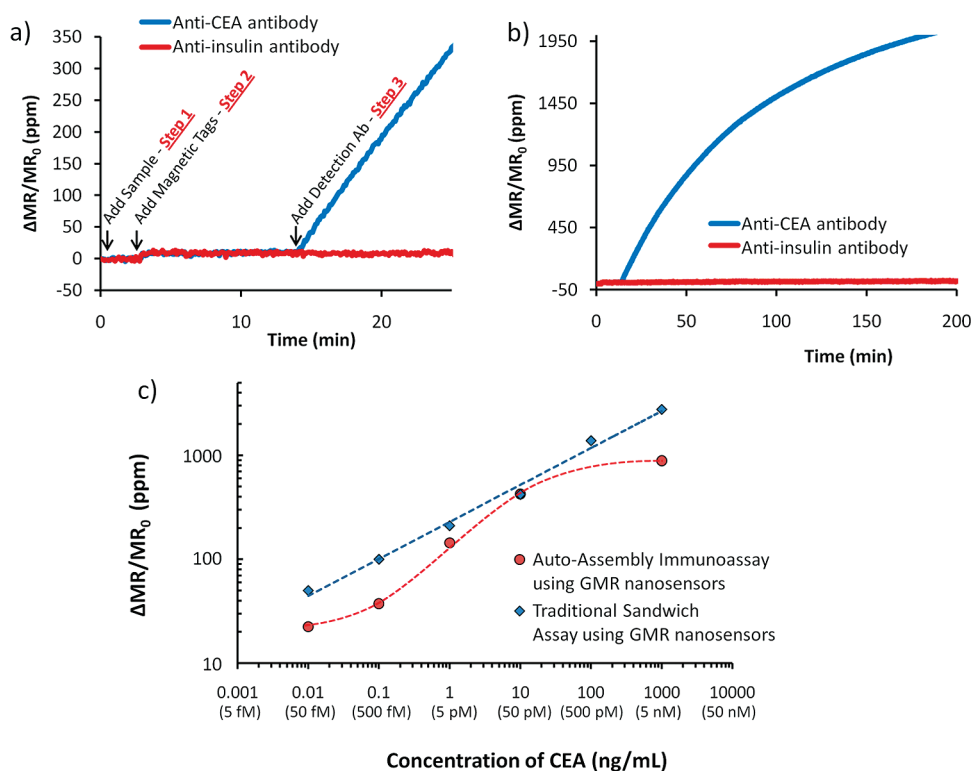 a)
Anti-CEA antibody
Anti-insulin antibody
350
300
250
200
150
100
50
0
-50
ΔMR/MR₀ (ppm)
Add Sample - Step 1
Add Magnetic Tags - Step 2
Add Detection Ab - Step 3
0
10
20
Time (min)
b)
1950
1450
950
450
-50
ΔMR/MR₀ (ppm)
Anti-CEA antibody
Anti-insulin antibody
0
50
100
150
200
Time (min)
c)
1000
100
10
ΔMR/MR₀ (ppm)
Auto-Assembly Immunoassay
using GMR nanosensors
Traditional Sandwich
Assay using GMR nanosensors
0.001 0.01 0.1 1 10 100 1000 10000
(5 fM) (50 fM) (500 fM) (5 pM) (50 pM) (500 pM) (5 nM) (50 nM)
Concentration of CEA (ng/mL)